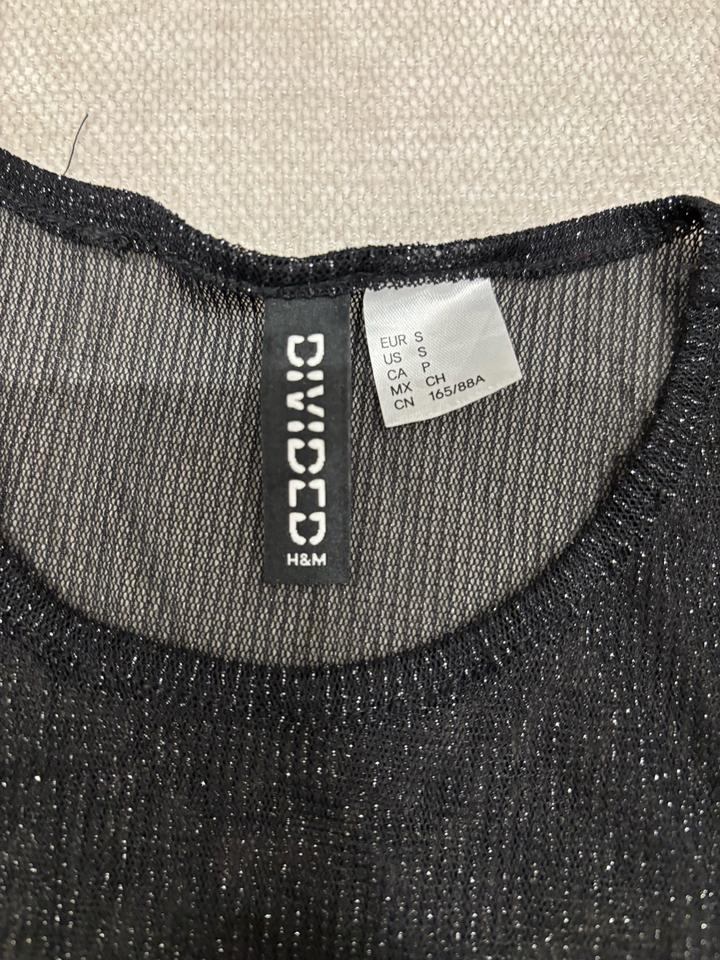 DIVIDED
H&M
EUR S
US S
CA P
MX CH
CN 165/88A